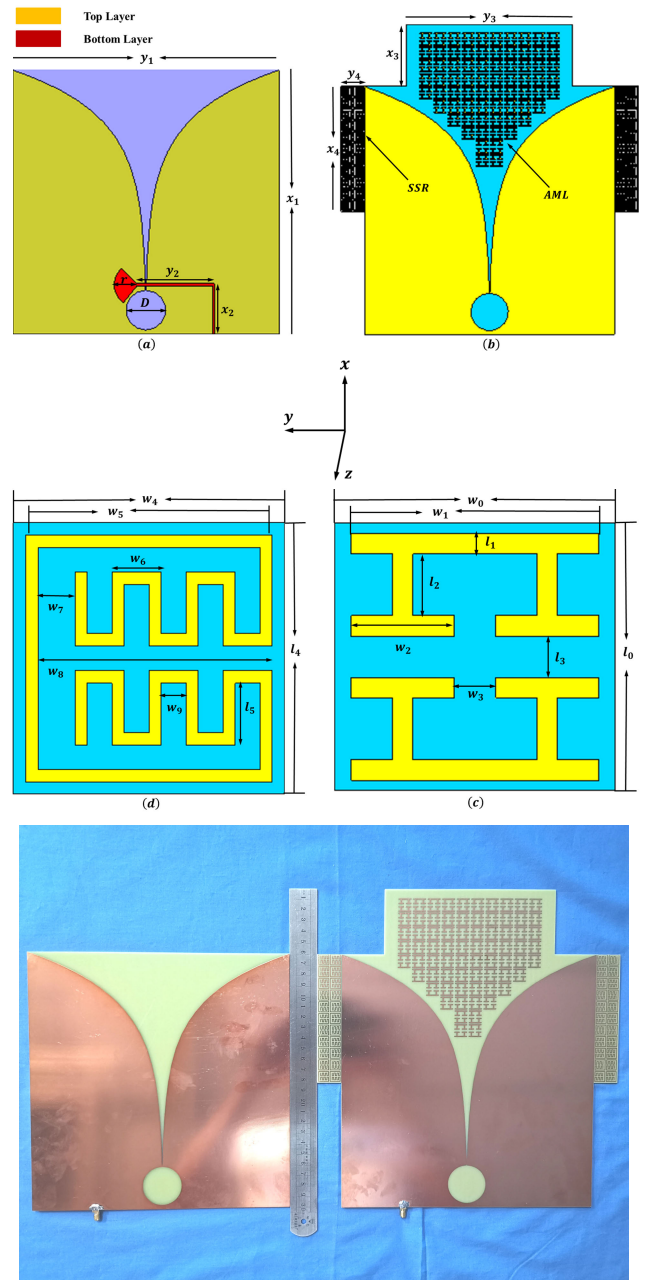 Top Layer
Bottom Layer
y₁
x₁
y₂
r
D
x₂
(a)
y₃
x₃
y₄
x₄
SSR
AML
(b)
x
y
z
w₄
w₅
w₆
w₇
w₈
w₉
l₅
l₄
(d)
w₀
w₁
l₁
l₂
w₂
l₃
w₃
l₀
(c)